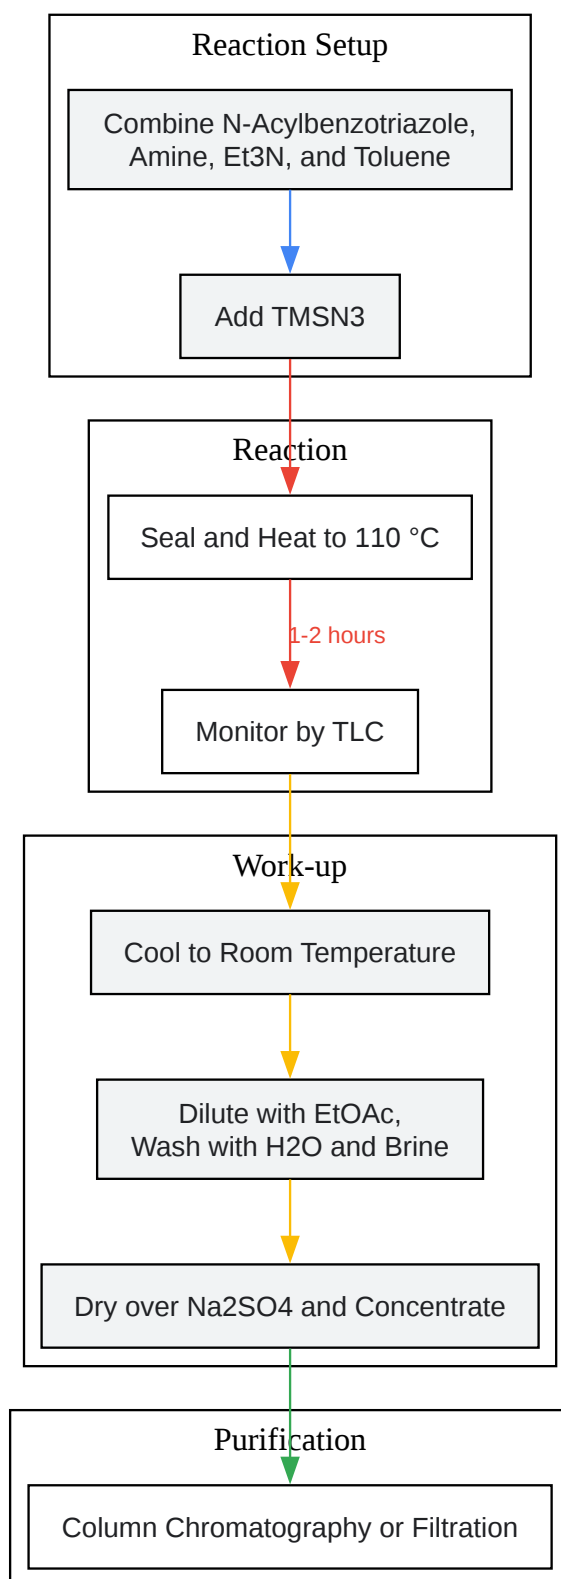 Reaction Setup
Combine N-Acylbenzotriazole,
Amine, Et3N, and Toluene
Add TMSN3
Reaction
Seal and Heat to 110 °C
1-2 hours
Monitor by TLC
Work-up
Cool to Room Temperature
Dilute with EtOAc,
Wash with H2O and Brine
Dry over Na2SO4 and Concentrate
Purification
Column Chromatography or Filtration